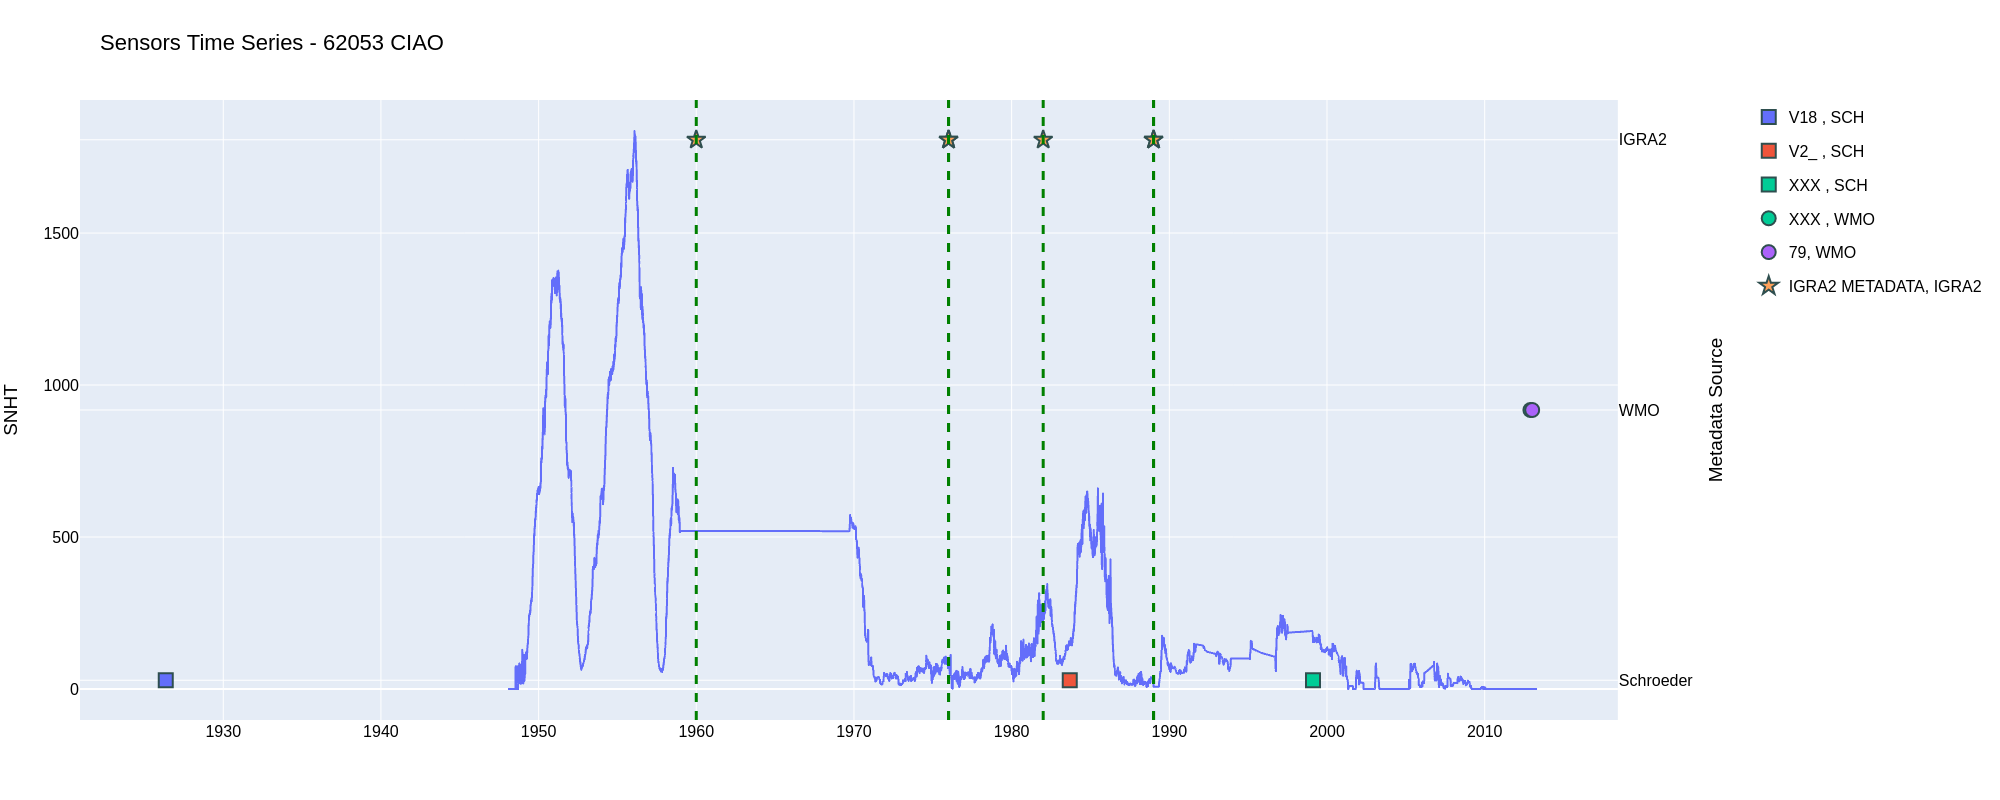 Sensors Time Series - 62053 CIAO
V18 , SCH
V2_ , SCH
XXX , SCH
XXX , WMO
79, WMO
IGRA2 METADATA, IGRA2
IGRA2
WMO
Schroeder
Metadata Source
SNHT
1500
1000
500
0
1930 1940 1950 1960 1970 1980 1990 2000 2010